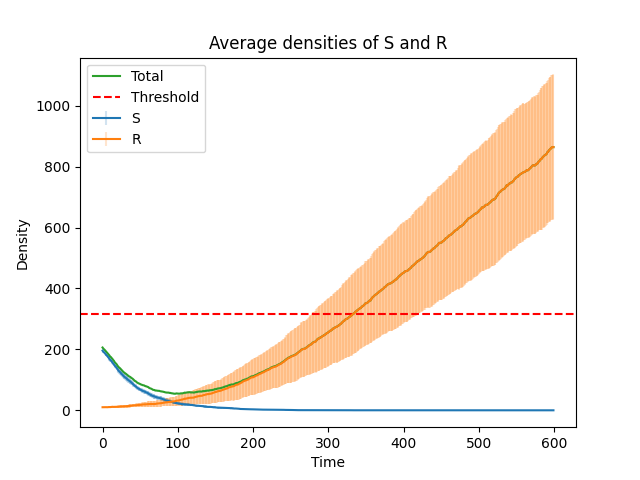 Average densities of S and R
Total
Threshold
S
R
Density
1000
800
600
400
200
0
0 100 200 300 400 500 600
Time